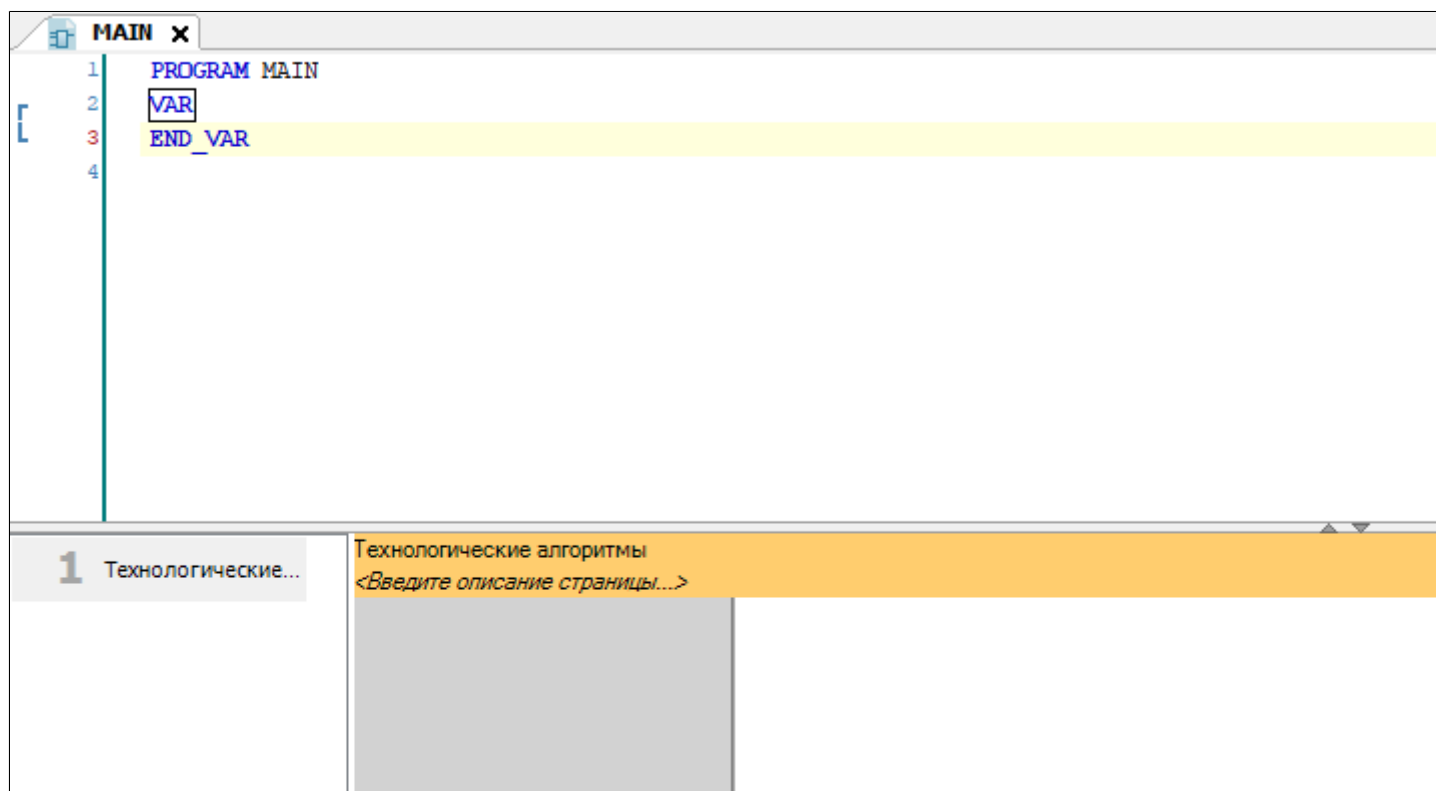 MAIN X
1 PROGRAM MAIN
2 VAR
3 END_VAR
4
1 Технологические...
Технологические алгоритмы
<Введите описание страницы...>